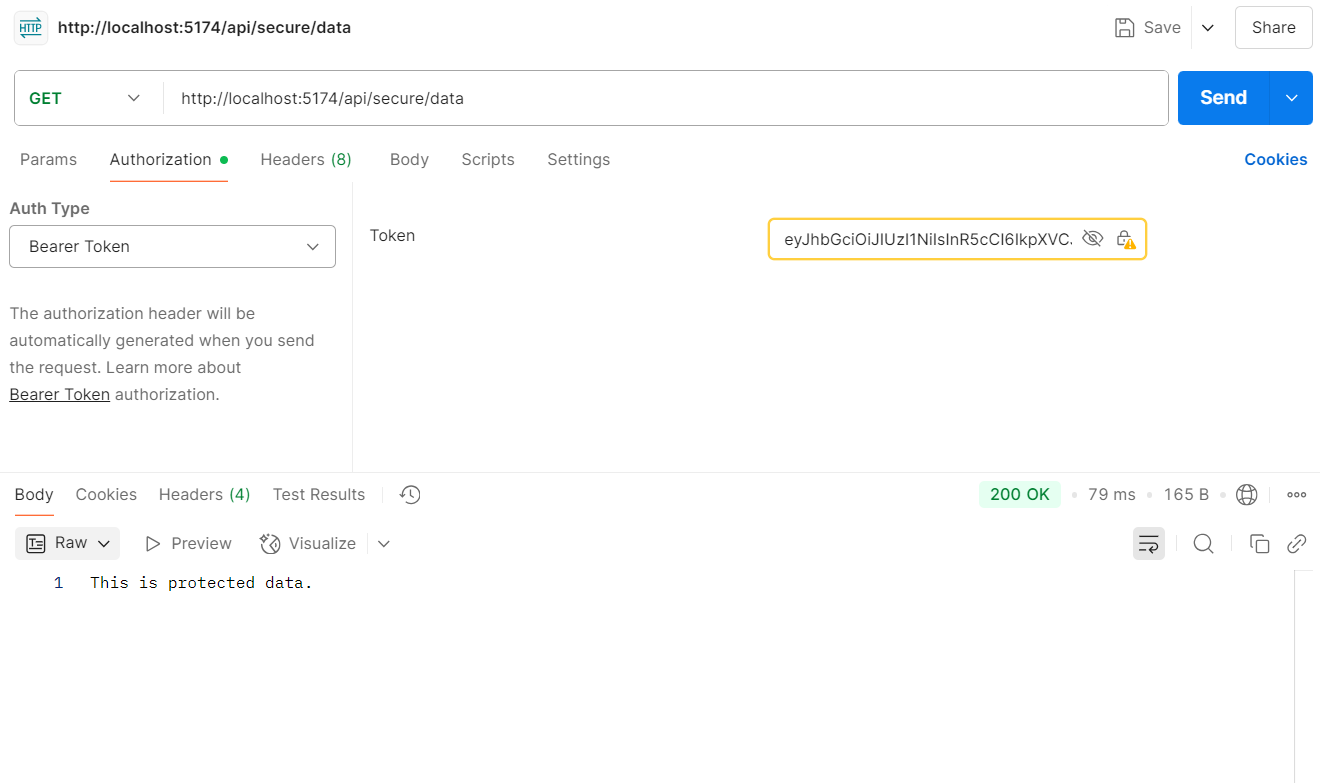 HTTP http://localhost:5174/api/secure/data Save Share
GET http://localhost:5174/api/secure/data Send
Params Authorization Headers (8) Body Scripts Settings Cookies
Auth Type
Bearer Token
Token eyJhbGciOiJIUzI1NiIsInR5cCI6IkpXVCJ
The authorization header will be
automatically generated when you send
the request. Learn more about
Bearer Token authorization.
Body Cookies Headers (4) Test Results 200 OK • 79 ms • 165 B •
Raw Preview Visualize
1 This is protected data.